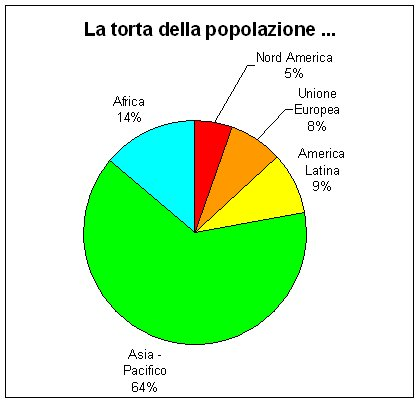 La torta della popolazione ...
Nord America
5%
Unione
Europea
8%
America
Latina
9%
Africa
14%
Asia -
Pacifico
64%